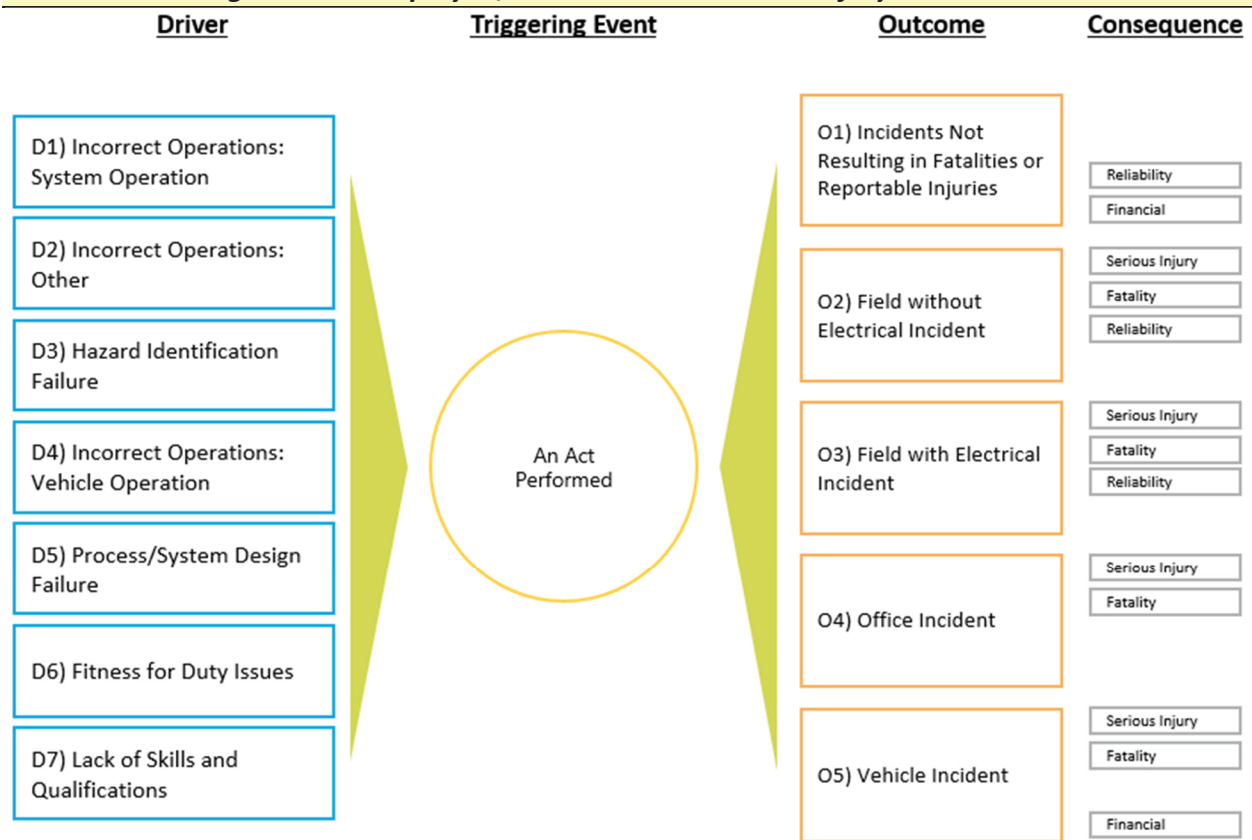 Driver
Triggering Event
Outcome
Consequence
D1) Incorrect Operations:
System Operation
D2) Incorrect Operations:
Other
D3) Hazard Identification
Failure
D4) Incorrect Operations:
Vehicle Operation
D5) Process/System Design
Failure
D6) Fitness for Duty Issues
D7) Lack of Skills and
Qualifications
An Act
Performed
O1) Incidents Not
Resulting in Fatalities or
Reportable Injuries
Reliability
Financial
O2) Field without
Electrical Incident
Serious Injury
Fatality
Reliability
O3) Field with Electrical
Incident
Serious Injury
Fatality
Reliability
O4) Office Incident
Serious Injury
Fatality
O5) Vehicle Incident
Serious Injury
Fatality
Financial